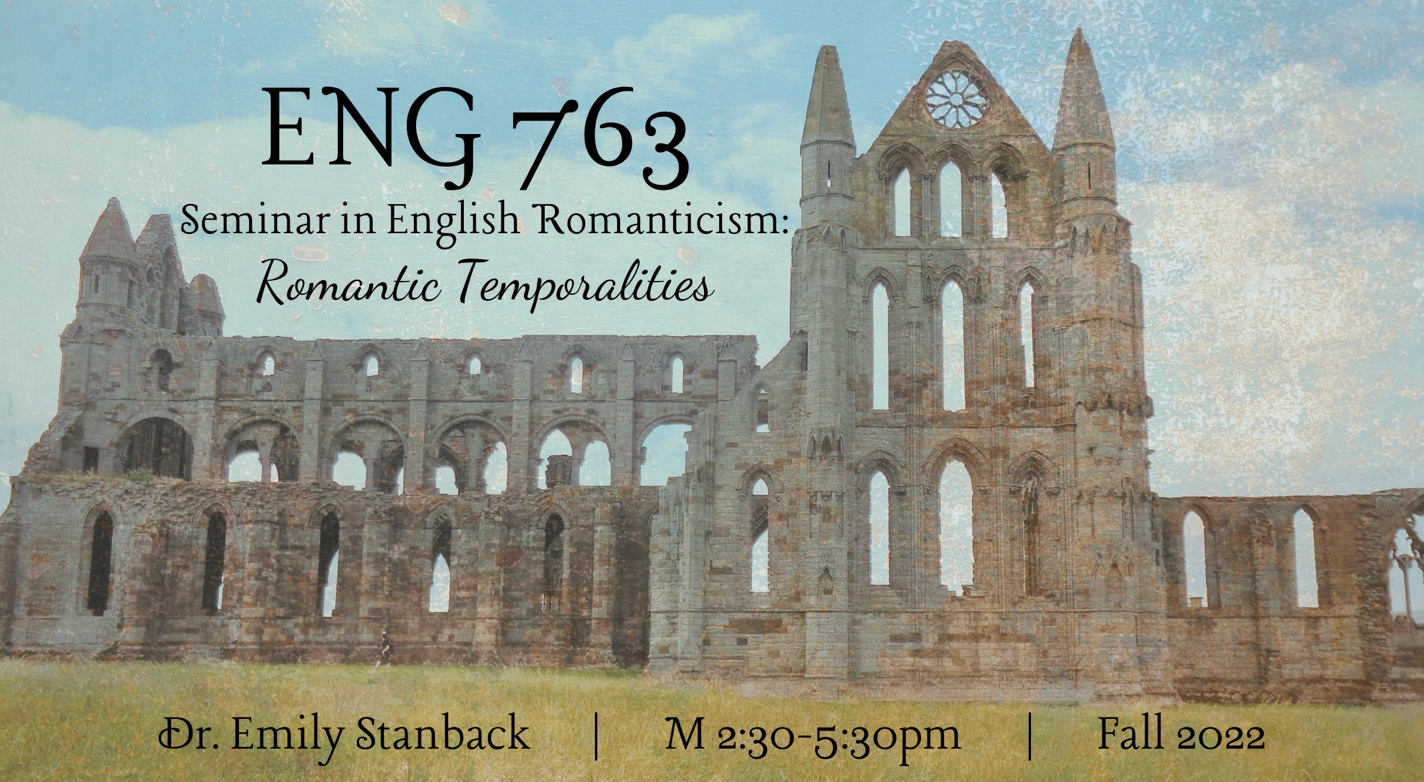 ENG 763
Seminar in English Romanticism:
Romantic Temporalities
Dr. Emily Stanback | M 2:30-5:30pm | Fall 2022